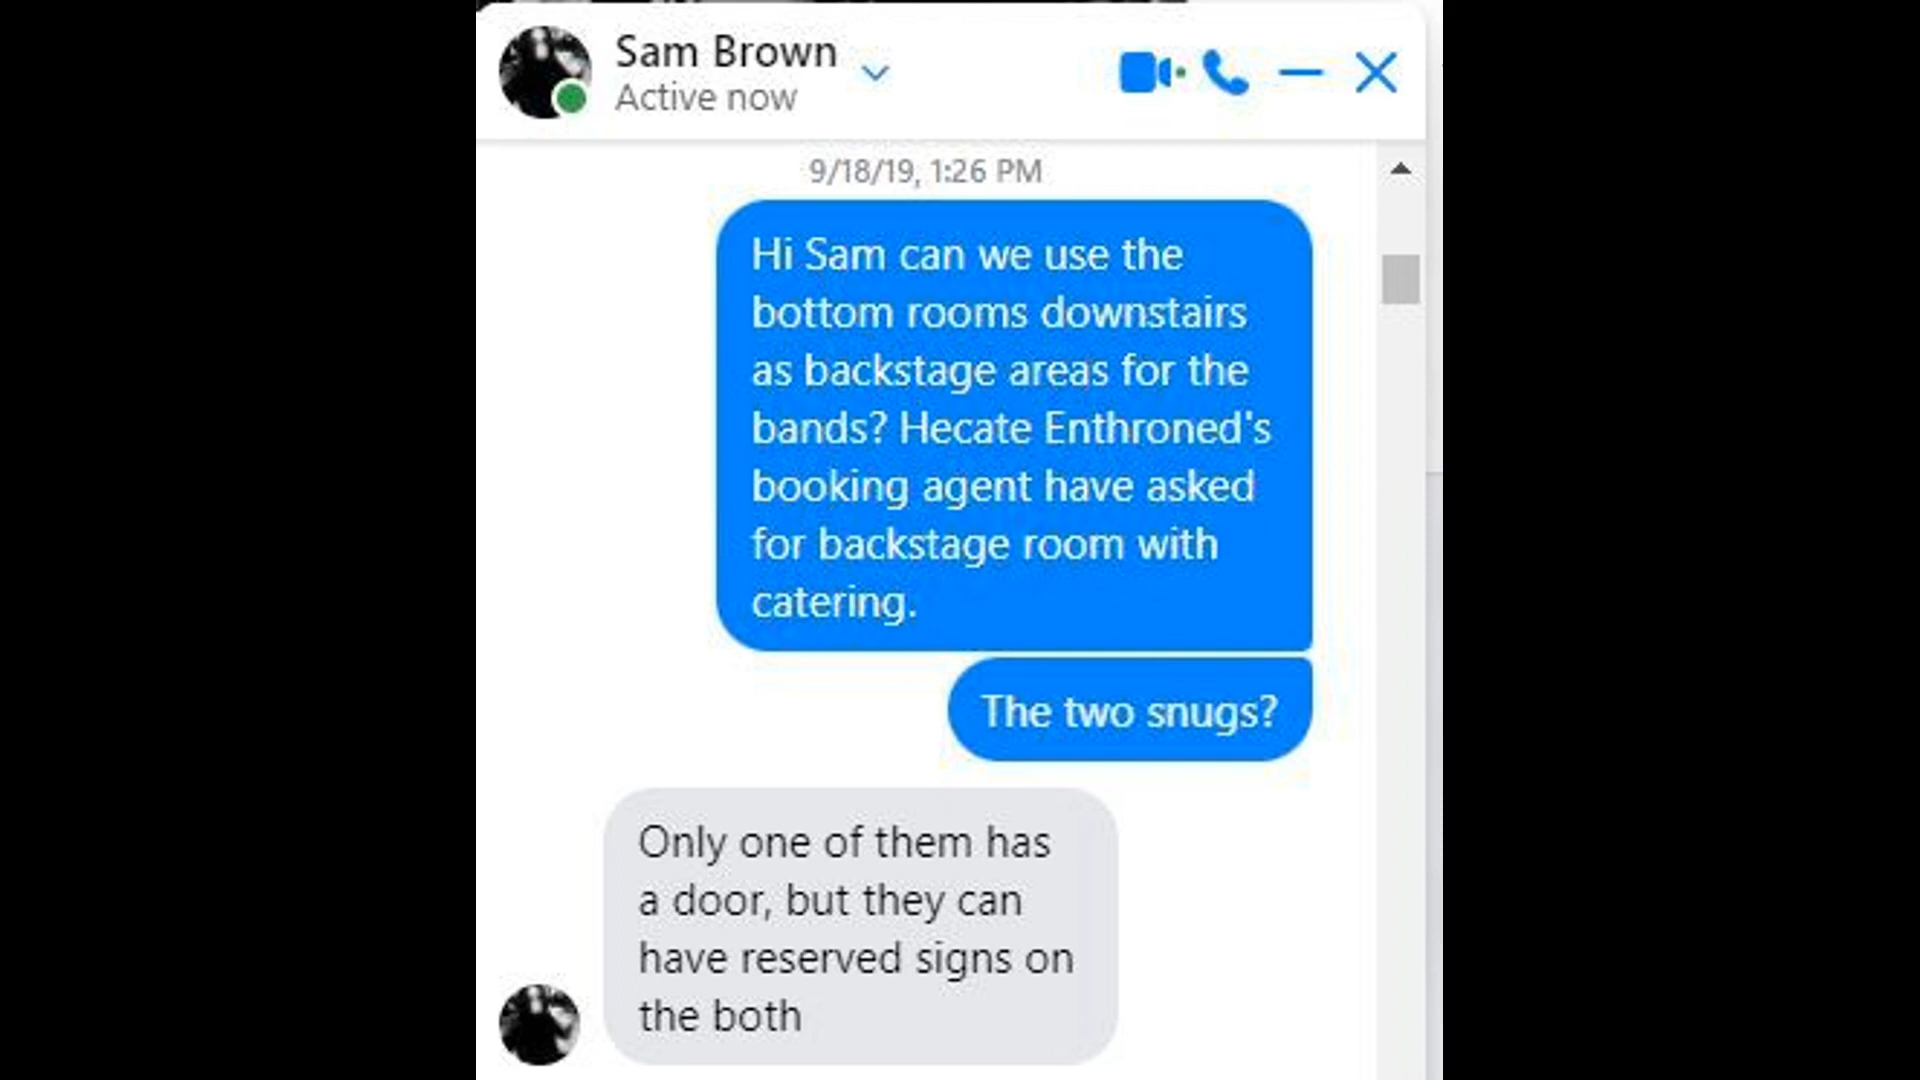 Sam Brown
Active now
9/18/19, 1:26 PM
Hi Sam can we use the
bottom rooms downstairs
as backstage areas for the
bands? Hecate Enthroned's
booking agent have asked
for backstage room with
catering.
The two snugs?
Only one of them has
a door, but they can
have reserved signs on
the both